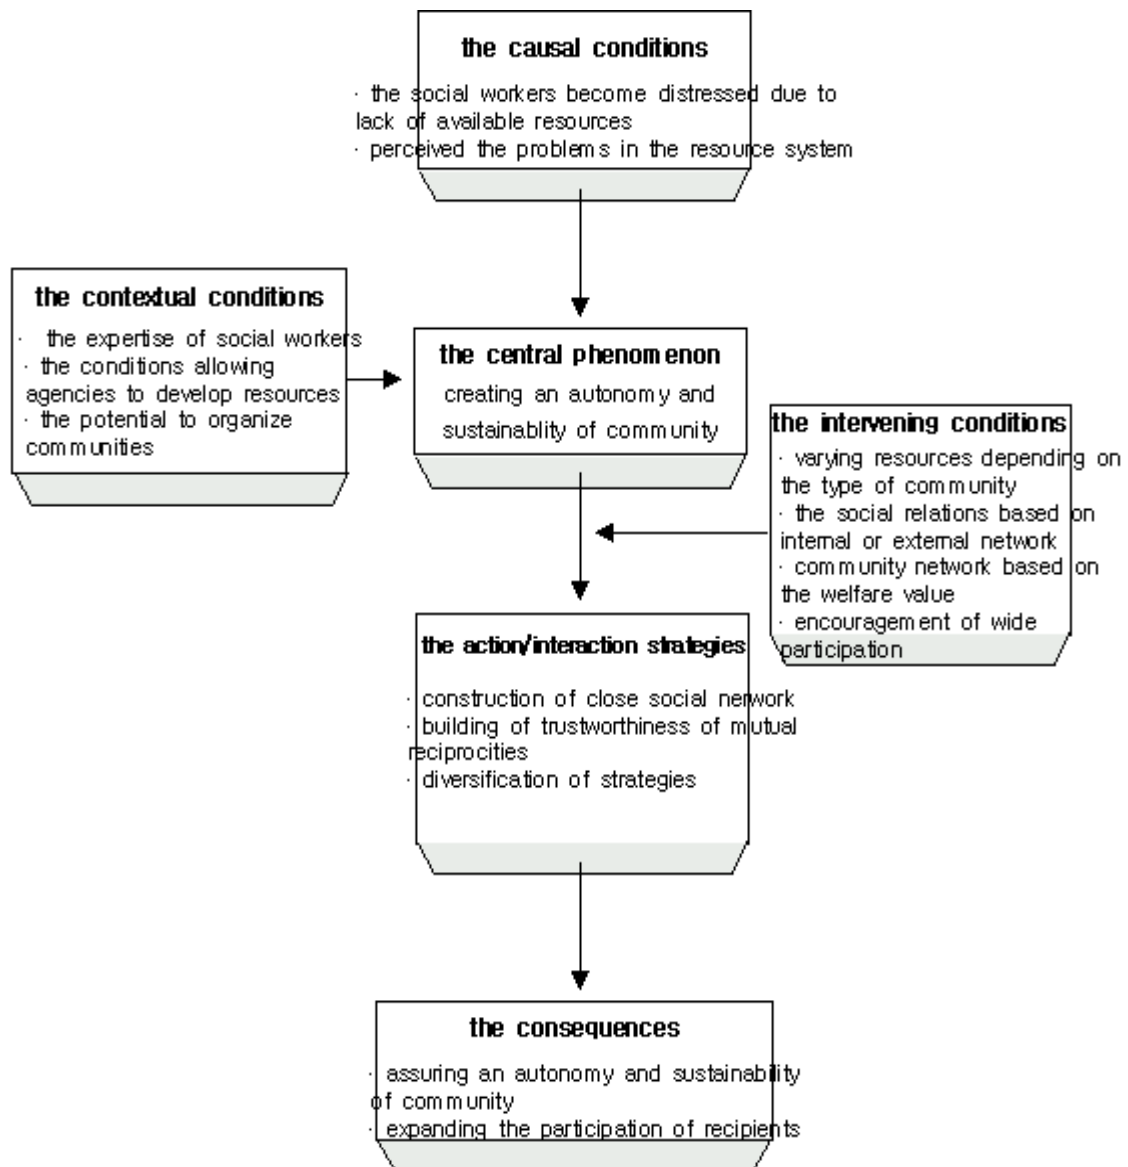 the causal conditions
· the social workers become distressed due to
lack of available resources
· perceived the problems in the resource system
the contextual conditions
· the expertise of social workers
· the conditions allowing
agencies to develop resources
· the potential to organize
communities
the central phenomenon
creating an autonomy and
sustainablity of community
the intervening conditions
· varying resources depending on
the type of community
· the social relations based on
internal or external network
· community network based on
the welfare value
· encouragement of wide
participation
the action/interaction strategies
· construction of close social nerwork
· building of trustworthiness of mutual
reciprocities
· diversification of strategies
the consequences
· assuring an autonomy and sustainability
of community
· expanding the participation of recipients